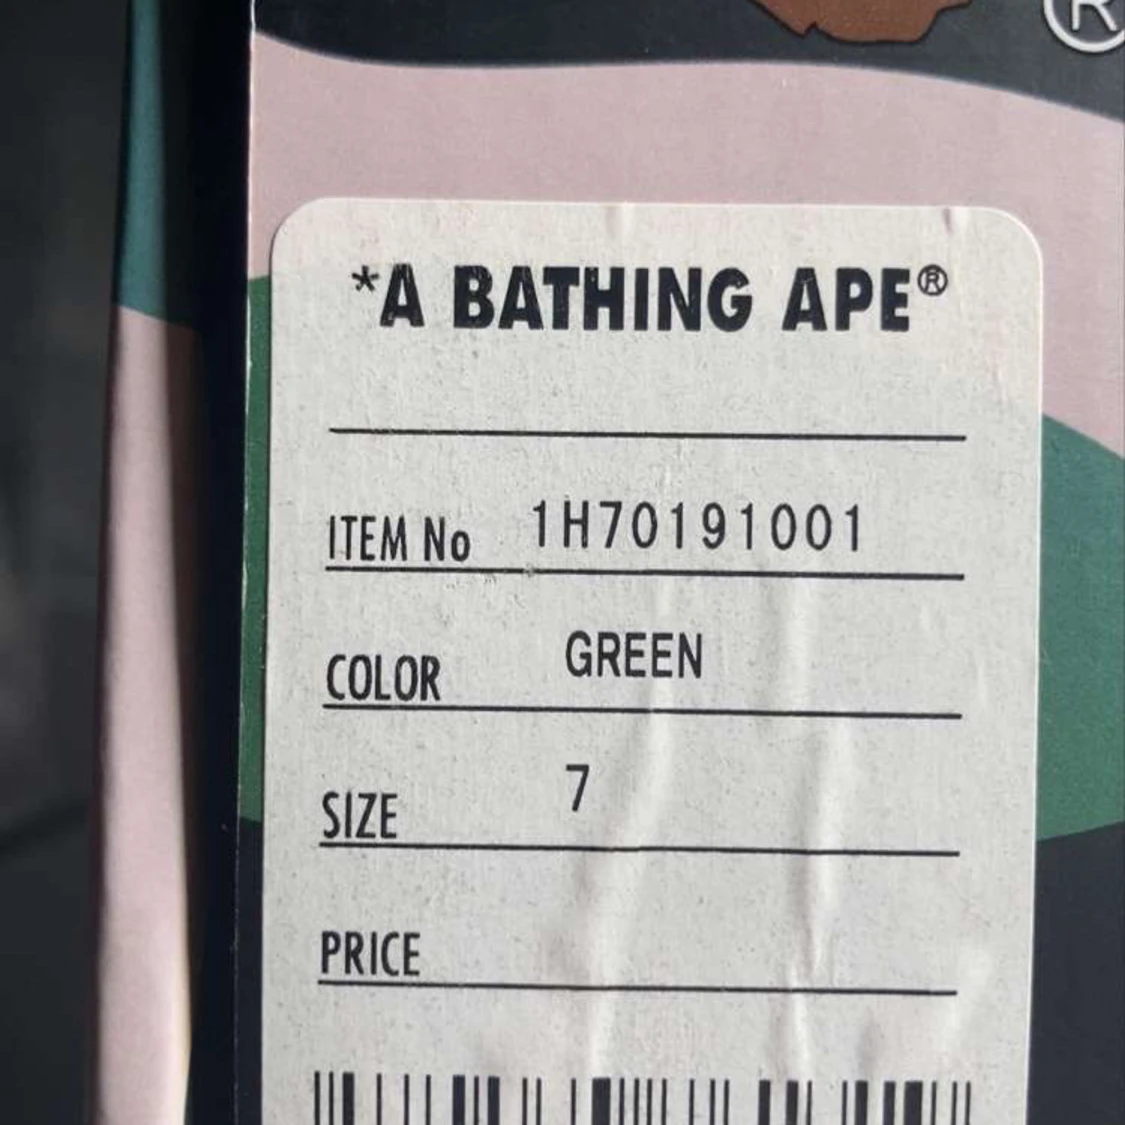 ®
*A BATHING APE®
ITEM No 1H70191001
COLOR GREEN
SIZE 7
PRICE